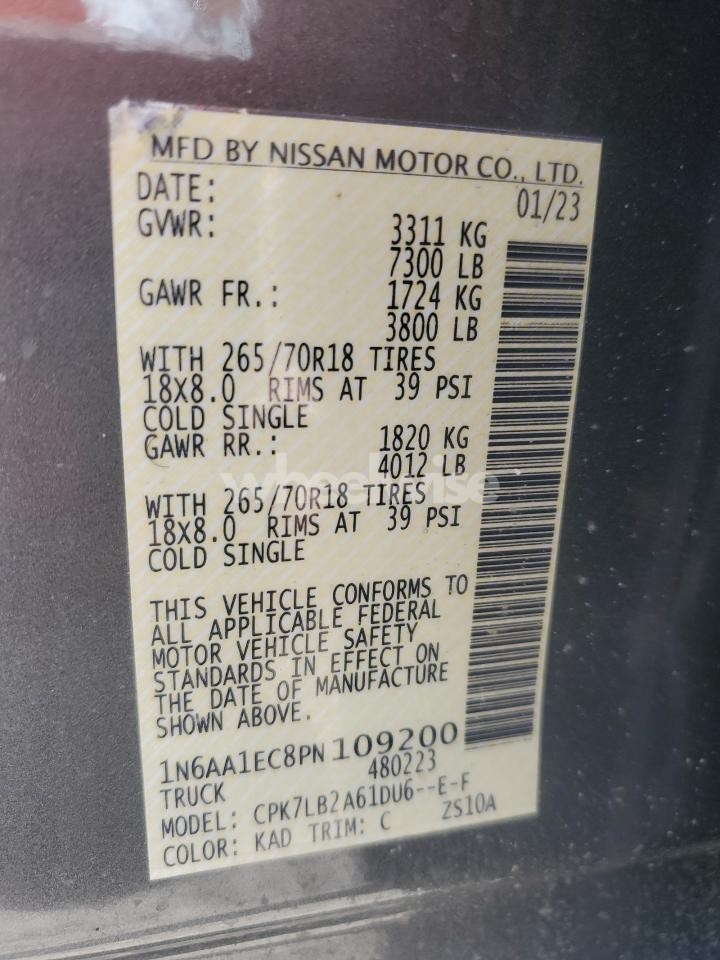 MFD BY NISSAN MOTOR CO., LTD.
DATE: 01/23
GVWR: 3311 KG
7300 LB
GAWR FR.: 1724 KG
3800 LB
WITH 265/70R18 TIRES
18X8.0 RIMS AT 39 PSI
COLD SINGLE
GAWR RR.: 1820 KG
4012 LB
WITH 265/70R18 TIRES
18X8.0 RIMS AT 39 PSI
COLD SINGLE
THIS VEHICLE CONFORMS TO
ALL APPLICABLE FEDERAL
MOTOR VEHICLE SAFETY
STANDARDS IN EFFECT ON
THE DATE OF MANUFACTURE
SHOWN ABOVE.
1N6AA1EC8PN 109200
TRUCK 480223
MODEL: CPK7LB2A61DU6--E-F
COLOR: KAD TRIM: C ZS10A